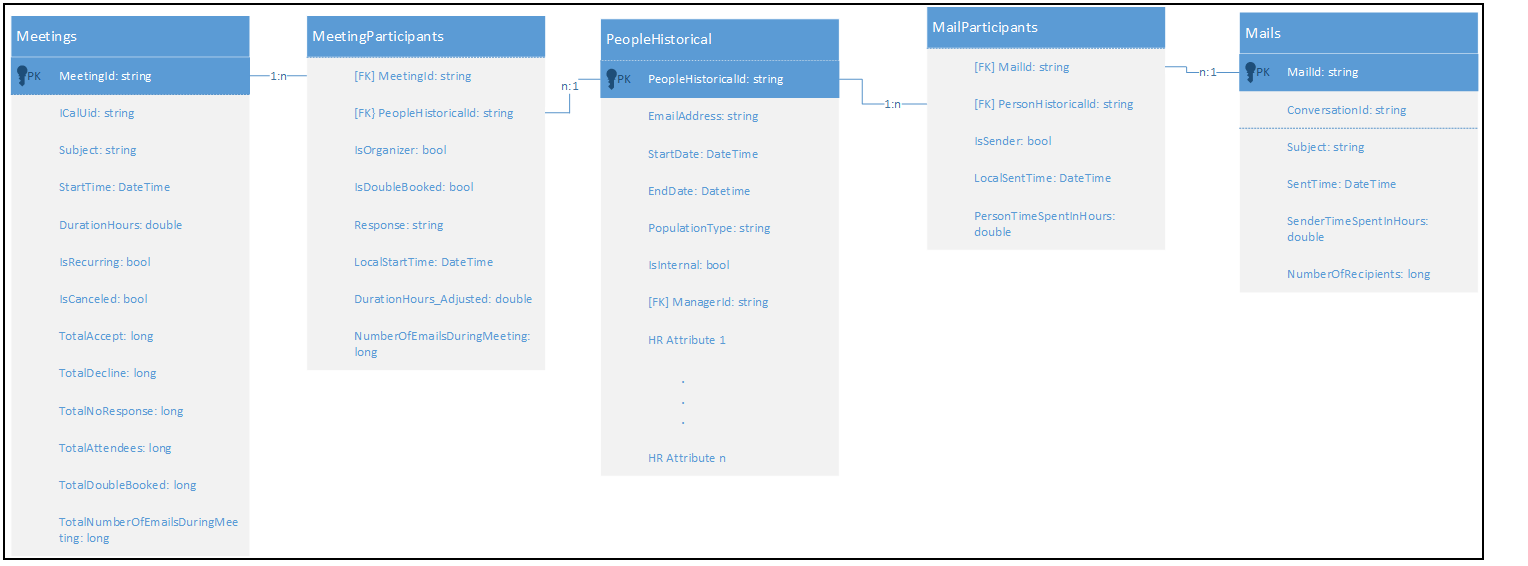 Meetings
PK MeetingId: string
ICalUid: string
Subject: string
StartTime: DateTime
DurationHours: double
IsRecurring: bool
IsCanceled: bool
TotalAccept: long
TotalDecline: long
TotalNoResponse: long
TotalAttendees: long
TotalDoubleBooked: long
TotalNumberOfEmailsDuringMee
ting: long
1:n
MeetingParticipants
[FK] MeetingId: string
[FK} PeopleHistoricalId: string
IsOrganizer: bool
IsDoubleBooked: bool
Response: string
LocalStartTime: DateTime
DurationHours_Adjusted: double
NumberOfEmailsDuringMeeting:
long
n:1
PeopleHistorical
PK PeopleHistoricalId: string
EmailAddress: string
StartDate: DateTime
EndDate: Datetime
PopulationType: string
IsInternal: bool
[FK] ManagerId: string
HR Attribute 1
.
.
.
HR Attribute n
1:n
MailParticipants
[FK] MailId: string
[FK] PersonHistoricalId: string
IsSender: bool
LocalSentTime: DateTime
PersonTimeSpentInHours:
double
n:1
Mails
PK MailId: string
ConversationId: string
Subject: string
SentTime: DateTime
SenderTimeSpentInHours:
double
NumberOfRecipients: long